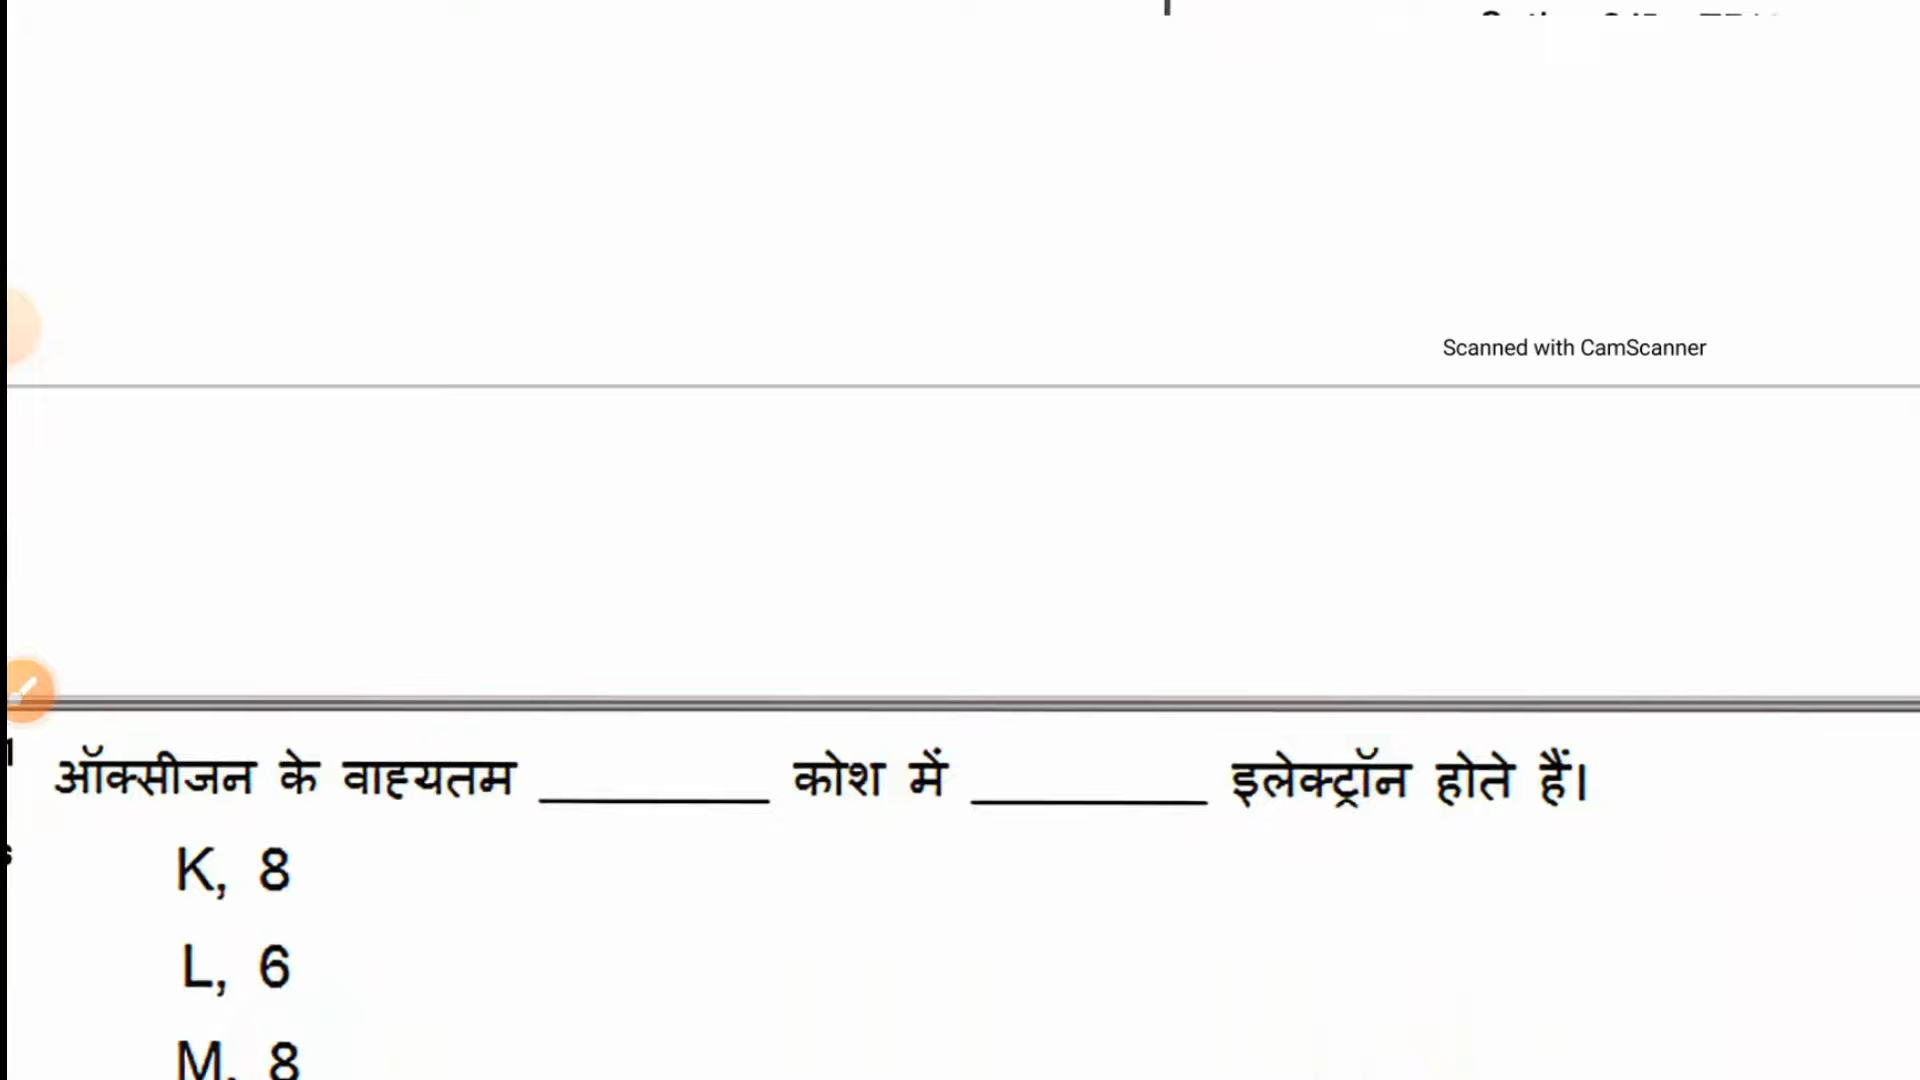 Scanned with CamScanner
ऑक्सीजन के वाह्यतम ________ कोश में ________ इलेक्ट्रॉन होते हैं।
K, 8
L, 6
M, 8